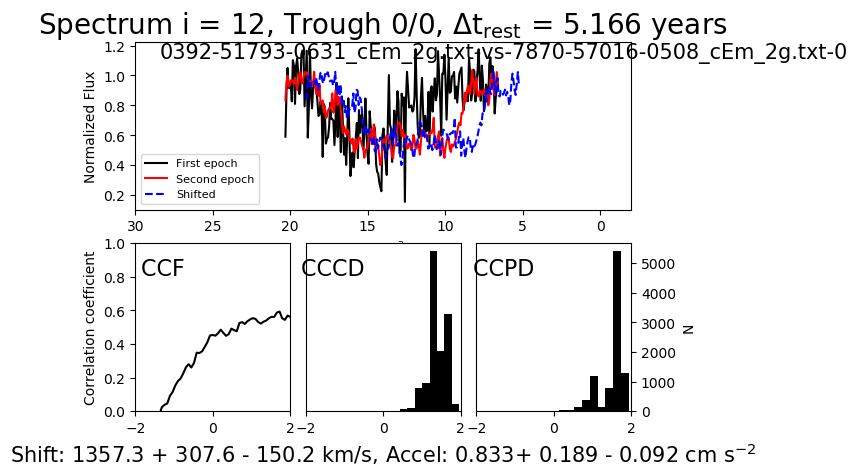 Spectrum i = 12, Trough 0/0, Δt_rest = 5.166 years
0392-51793-0631_cEm_2g.txt-vs-7870-57016-0508_cEm_2g.txt-0
Normalized Flux
1.2
1.0
0.8
0.6
0.4
0.2
First epoch
Second epoch
Shifted
30 25 20 15 10 5 0
Correlation coefficient
1.0
0.8
0.6
0.4
0.2
0.0
CCF
CCCD
CCPD
5000
4000
3000
2000
1000
0
N
−2 0 2
−2 0 2
−2 0 2
Shift: 1357.3 + 307.6 - 150.2 km/s, Accel: 0.833+ 0.189 - 0.092 cm s⁻²